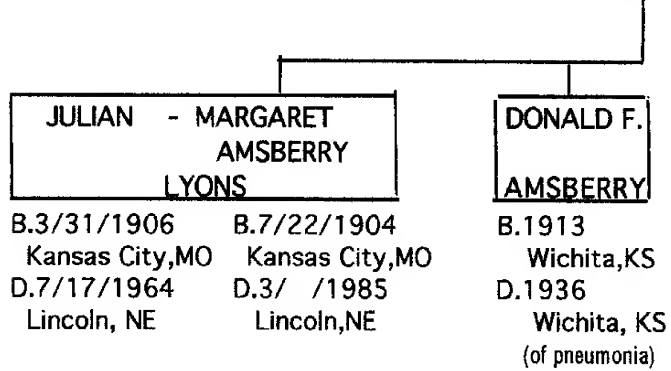 JULIAN - MARGARET
AMSBERRY
LYONS
B.3/31/1906 B.7/22/1904
Kansas City,MO Kansas City,MO
D.7/17/1964 D.3/ /1985
Lincoln, NE Lincoln,NE
DONALD F.
AMSBERRY
B.1913
Wichita,KS
D.1936
Wichita, KS
(of pneumonia)